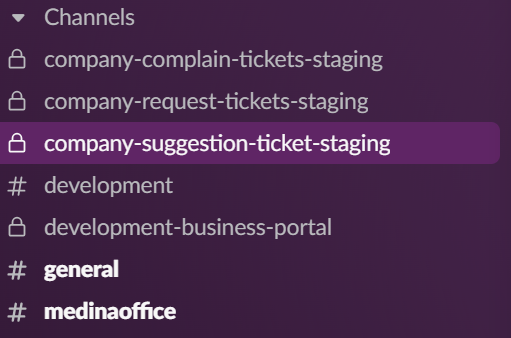 Channels
company-complain-tickets-staging
company-request-tickets-staging
company-suggestion-ticket-staging
# development
development-business-portal
# general
# medinaoffice